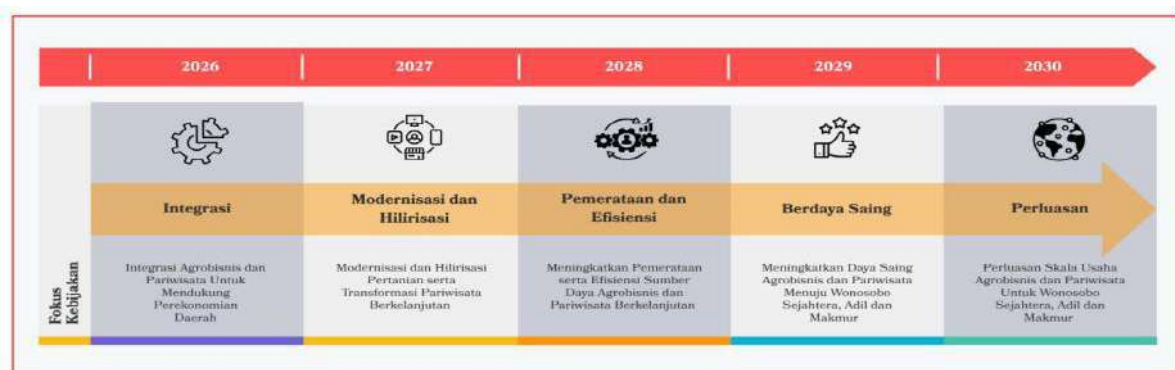 2026
2027
2028
2029
2030
Integrasi
Modernisasi dan
Hilirisasi
Pemerataan dan
Efisiensi
Berdaya Saing
Perluasan
Fokus
Kebijakan
Integrasi Agrobisnis dan
Pariwisata Untuk
Mendukung
Perekonomian
Daerah
Modernisasi dan Hilirisasi
Pertanian serta
Transformasi Pariwisata
Berkelanjutan
Meningkatkan Pemerataan
serta Efisiensi Sumber
Daya Agrobisnis dan
Pariwisata Berkelanjutan
Meningkatkan Daya Saing
Agrobisnis dan Pariwisata
Menuju Wonosobo
Sejahtera, Adil dan
Makmur
Perluasan Skala Usaha
Agrobisnis dan Pariwisata
Untuk Wonosobo
Sejahtera, Adil dan
Makmur